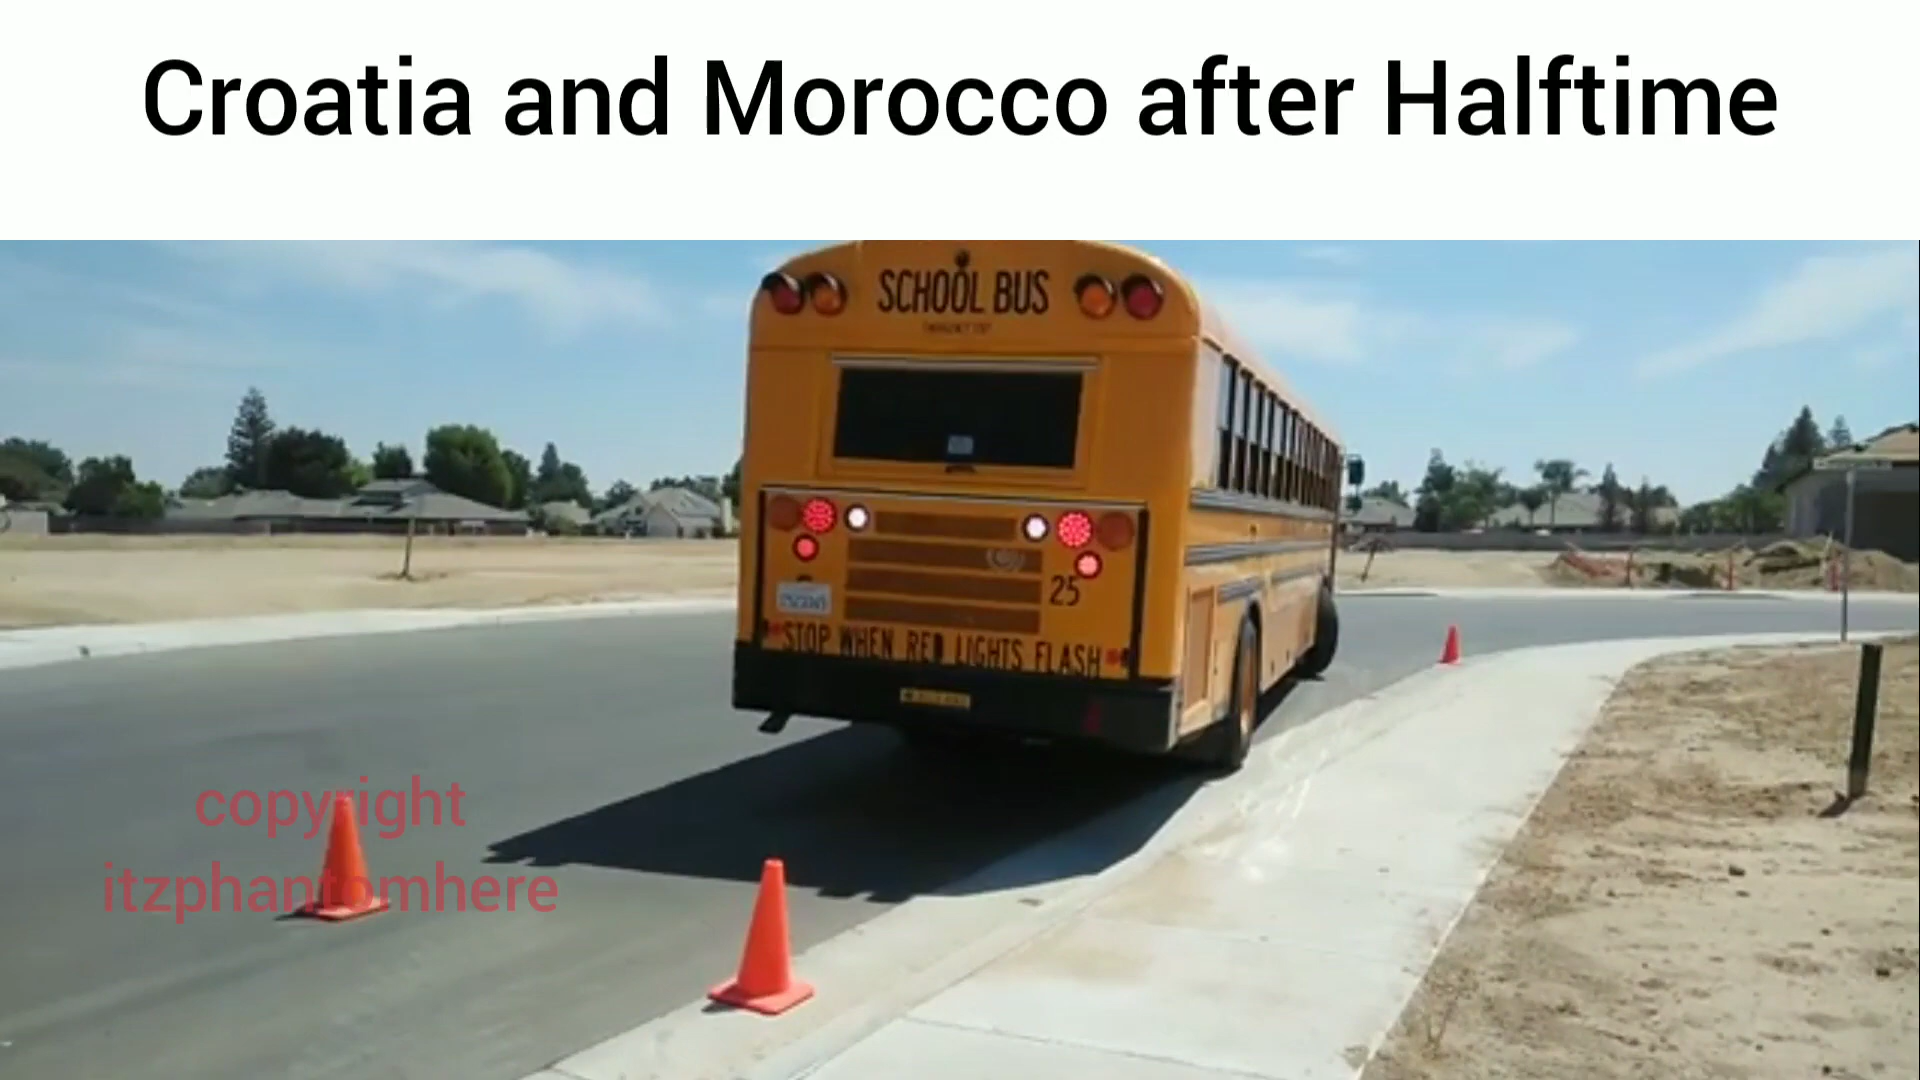 Croatia and Morocco after Halftime
SCHOOL BUS
25
STOP WHEN RED LIGHTS FLASH
copyright
itzphantomhere